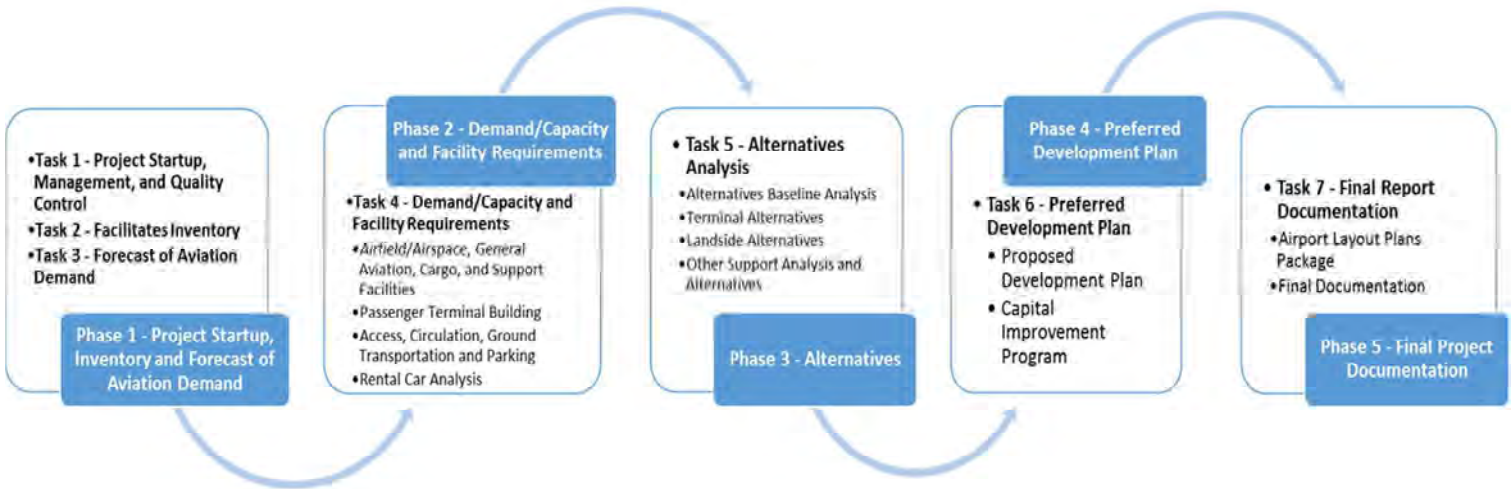 •Task 1 - Project Startup,
Management, and Quality
Control
•Task 2 - Facilitates Inventory
•Task 3 - Forecast of Aviation
Demand
Phase 1 - Project Startup,
Inventory and Forecast of
Aviation Demand
Phase 2 - Demand/Capacity
and Facility Requirements
•Task 4 - Demand/Capacity and
Facility Requirements
•Airfield/Airspace, General
Aviation, Cargo, and Support
Facilities
•Passenger Terminal Building
•Access, Circulation, Ground
Transportation and Parking
•Rental Car Analysis
• Task 5 - Alternatives
Analysis
•Alternatives Baseline Analysis
•Terminal Alternatives
•Landside Alternatives
•Other Support Analysis and
Alternatives
Phase 3 - Alternatives
Phase 4 - Preferred
Development Plan
• Task 6 - Preferred
Development Plan
• Proposed
Development Plan
• Capital
Improvement
Program
• Task 7 - Final Report
Documentation
•Airport Layout Plans
Package
•Final Documentation
Phase 5 - Final Project
Documentation